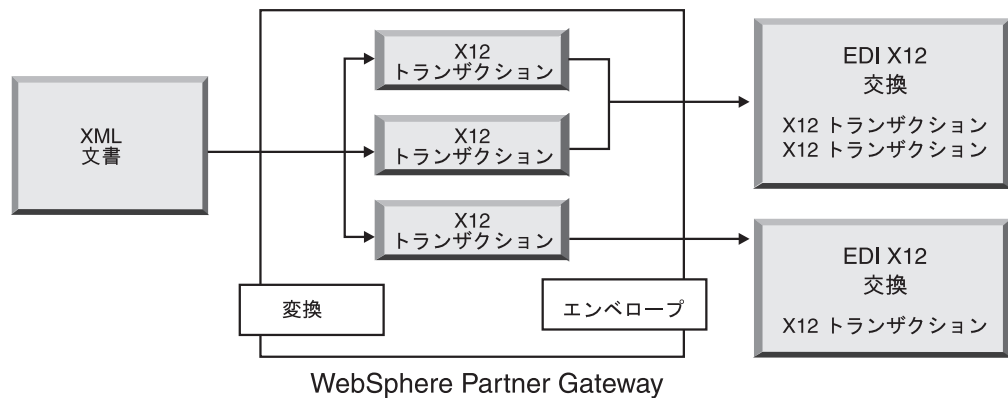 XML
文書
X12
トランザクション
X12
トランザクション
X12
トランザクション
変換
エンベロープ
EDI X12
交換
X12 トランザクション
X12 トランザクション
EDI X12
交換
X12 トランザクション
WebSphere Partner Gateway